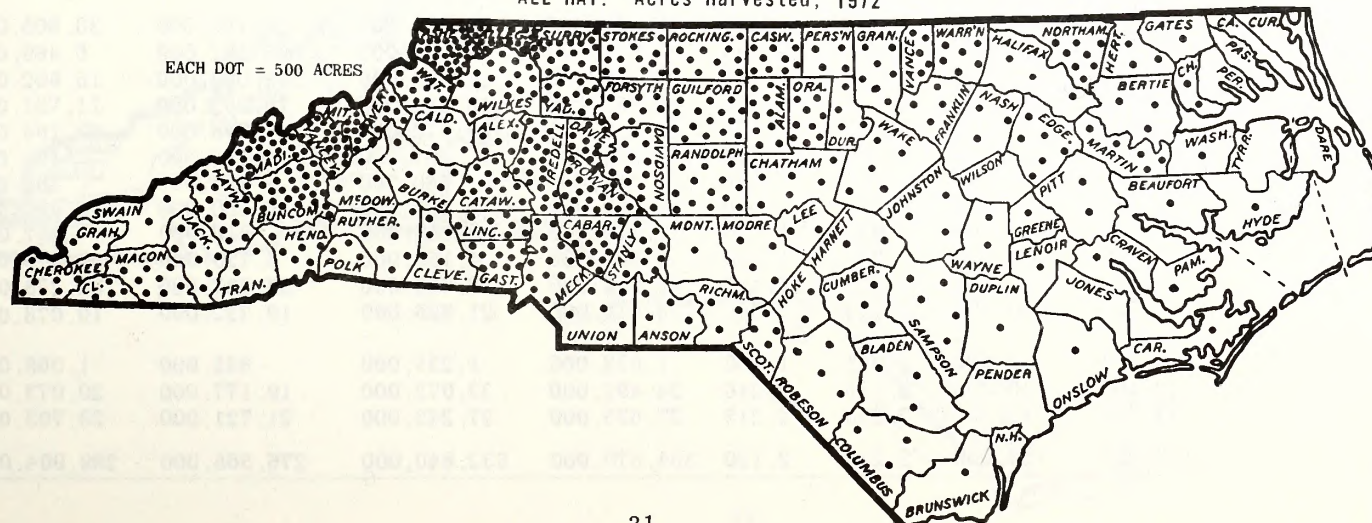 ALL HAY: Acres Harvested, 1972
EACH DOT = 500 ACRES
SURRY
STOKES
ROCKING.
CASW.
PERS'N
GRAN.
VANCE
WARR'N
HALIFAX
NORTHAM.
HERT.
GATES
CA.
CUR.
PAS.
PER.
CH.
BERTIE
WAT.
WILKES
YAD.
FORSYTH
GUILFORD
ALAM.
ORA.
DUR.
WAKE
FRANKLIN
NASH
EDGE.
MARTIN
WASH.
TYRR.
DARE
MIT.
AVERY
CALD.
ALEX.
IREDELL
DAVIE
ROWAN
DAVIDSON
RANDOLPH
CHATHAM
JOHNSTON
WILSON
PITT
BEAUFORT
HYDE
MADI.
YANCEY
HAYW.
BUNCOM.
McDOW.
BURKE
CATAW.
LINC.
CABAR.
STANLY
MONT.
MOORE
LEE
HARNETT
WAYNE
GREENE
LENOIR
CRAVEN
PAM.
SWAIN
GRAH.
JACK.
HEND.
RUTHER.
POLK
CLEVE.
GAST.
MECK.
CHEROKEE
CL.
MACON
TRAN.
UNION
ANSON
RICHM.
HOKE
CUMBER.
SAMPSON
DUPLIN
JONES
CAR.
SCOT.
ROBESON
BLADEN
PENDER
ONSLOW
COLUMBUS
BRUNSWICK
N.H.
31